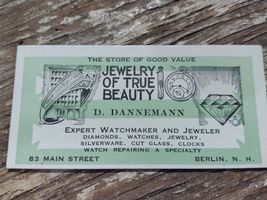 THE STORE OF GOOD VALUE
JEWELRY
OF TRUE
BEAUTY
D. DANNEMANN
EXPERT WATCHMAKER AND JEWELER
DIAMONDS, WATCHES, JEWELRY,
SILVERWARE, CUT GLASS, CLOCKS
WATCH REPAIRING A SPECIALTY
83 MAIN STREET BERLIN, N. H.